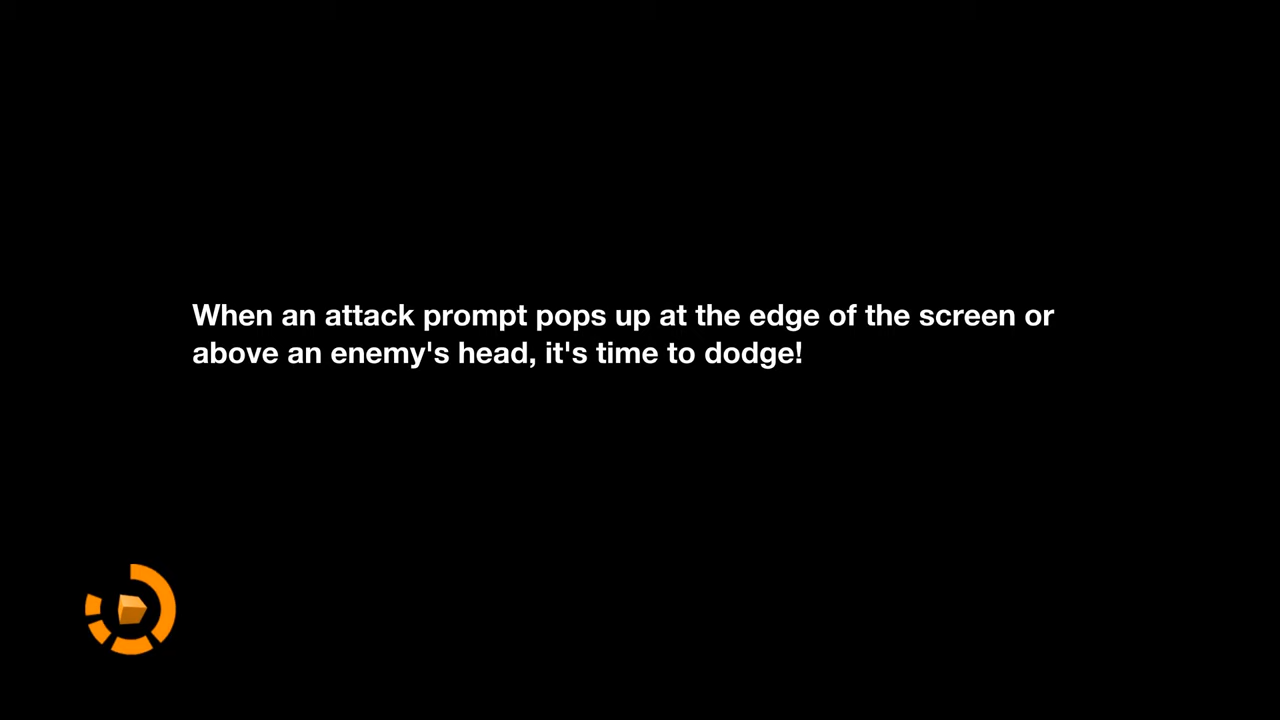 When an attack prompt pops up at the edge of the screen or
above an enemy's head, it's time to dodge!